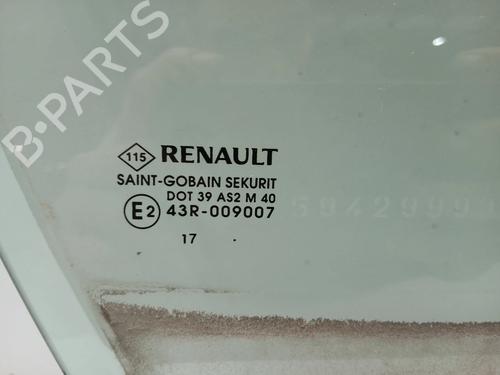 B-PARTS
115 RENAULT
SAINT-GOBAIN SEKURIT
DOT 39 AS2 M 40
E2 43R-009007
17